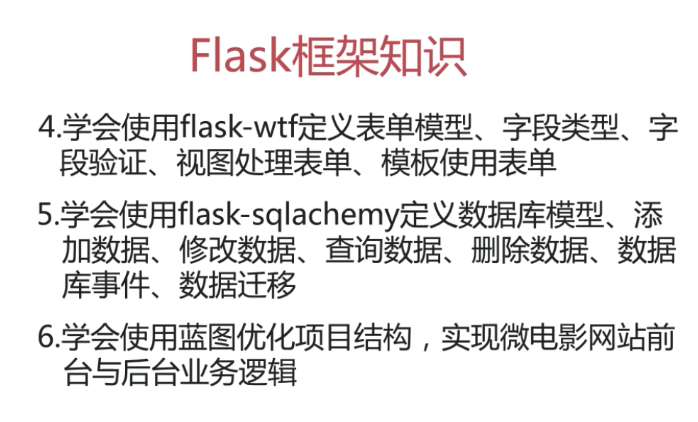 Flask框架知识
4.学会使用flask-wtf定义表单模型、字段类型、字
段验证、视图处理表单、模板使用表单
5.学会使用flask-sqlachemy定义数据库模型、添
加数据、修改数据、查询数据、删除数据、数据
库事件、数据迁移
6.学会使用蓝图优化项目结构，实现微电影网站前
台与后台业务逻辑